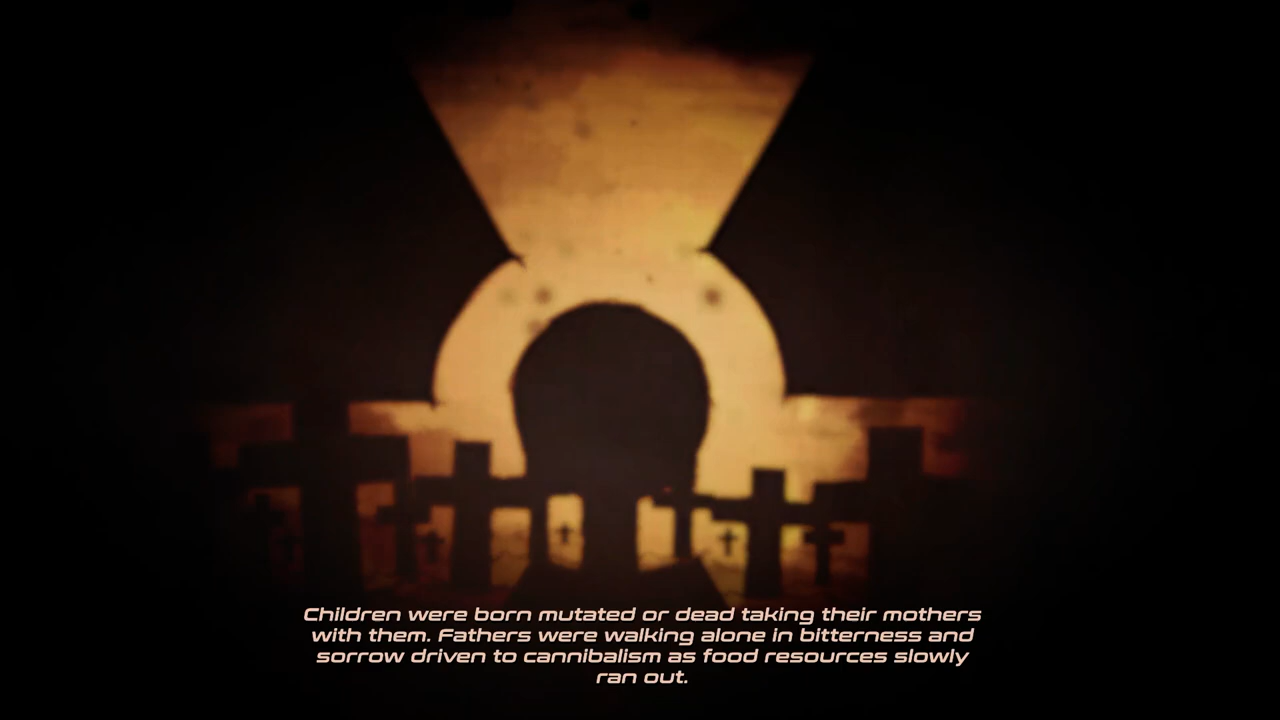 Children were born mutated or dead taking their mothers
with them. Fathers were walking alone in bitterness and
sorrow driven to cannibalism as food resources slowly
ran out.